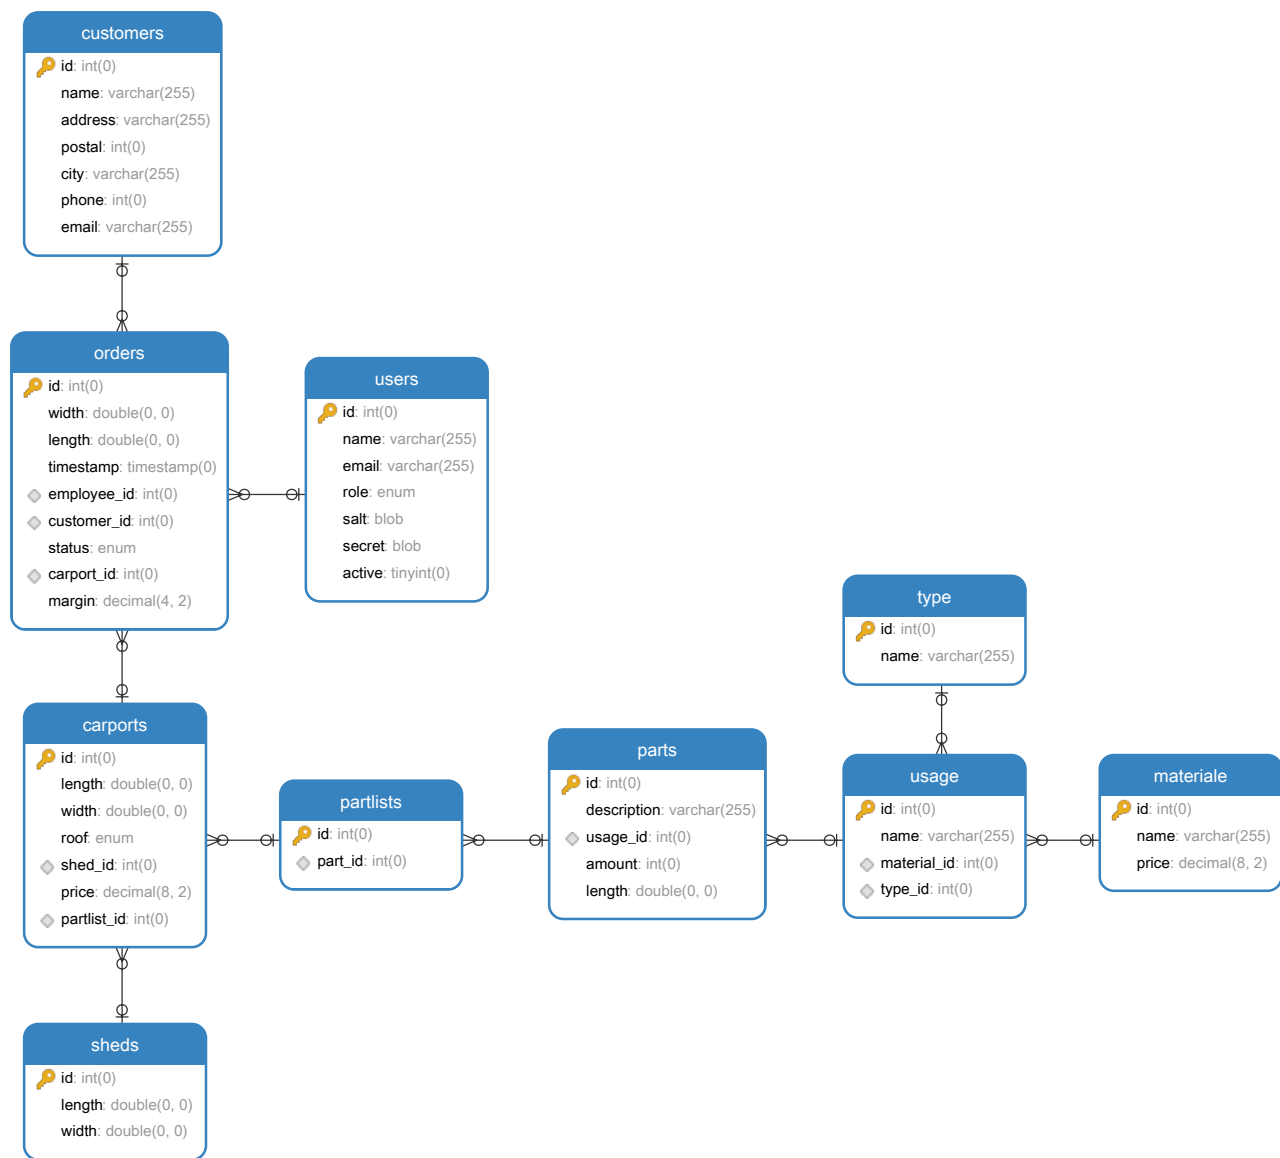 customers
id: int(0)
name: varchar(255)
address: varchar(255)
postal: int(0)
city: varchar(255)
phone: int(0)
email: varchar(255)
orders
id: int(0)
width: double(0, 0)
length: double(0, 0)
timestamp: timestamp(0)
employee_id: int(0)
customer_id: int(0)
status: enum
carport_id: int(0)
margin: decimal(4, 2)
users
id: int(0)
name: varchar(255)
email: varchar(255)
role: enum
salt: blob
secret: blob
active: tinyint(0)
type
id: int(0)
name: varchar(255)
carports
id: int(0)
length: double(0, 0)
width: double(0, 0)
roof: enum
shed_id: int(0)
price: decimal(8, 2)
partlist_id: int(0)
partlists
id: int(0)
part_id: int(0)
parts
id: int(0)
description: varchar(255)
usage_id: int(0)
amount: int(0)
length: double(0, 0)
usage
id: int(0)
name: varchar(255)
material_id: int(0)
type_id: int(0)
materiale
id: int(0)
name: varchar(255)
price: decimal(8, 2)
sheds
id: int(0)
length: double(0, 0)
width: double(0, 0)